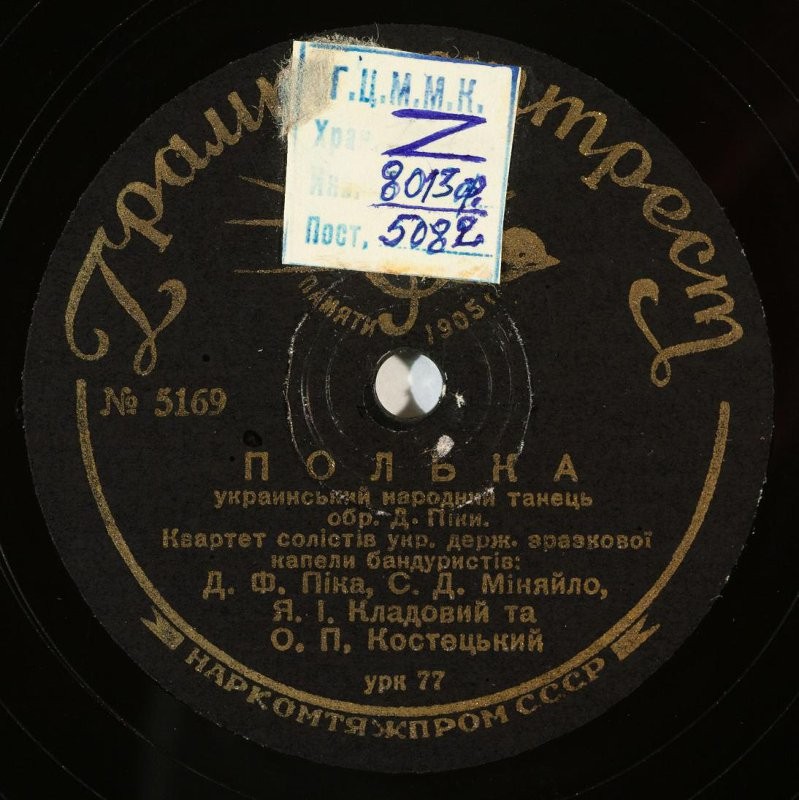 Г.Ц.М.М.К.
8013ф.
Пост, 5082
ПАМЯТИ 1905
№ 5169
ПОЛЬКА
украинський народний танець
обр. Д. Піки.
Квартет солістів укр. держ. зразкової
капели бандуристів:
Д. Ф. Піка, С. Д. Міняйло,
Я. І. Кладовий та
О. П. Костецький
урк 77
НАРКОМТЯЖПРОМ СССР